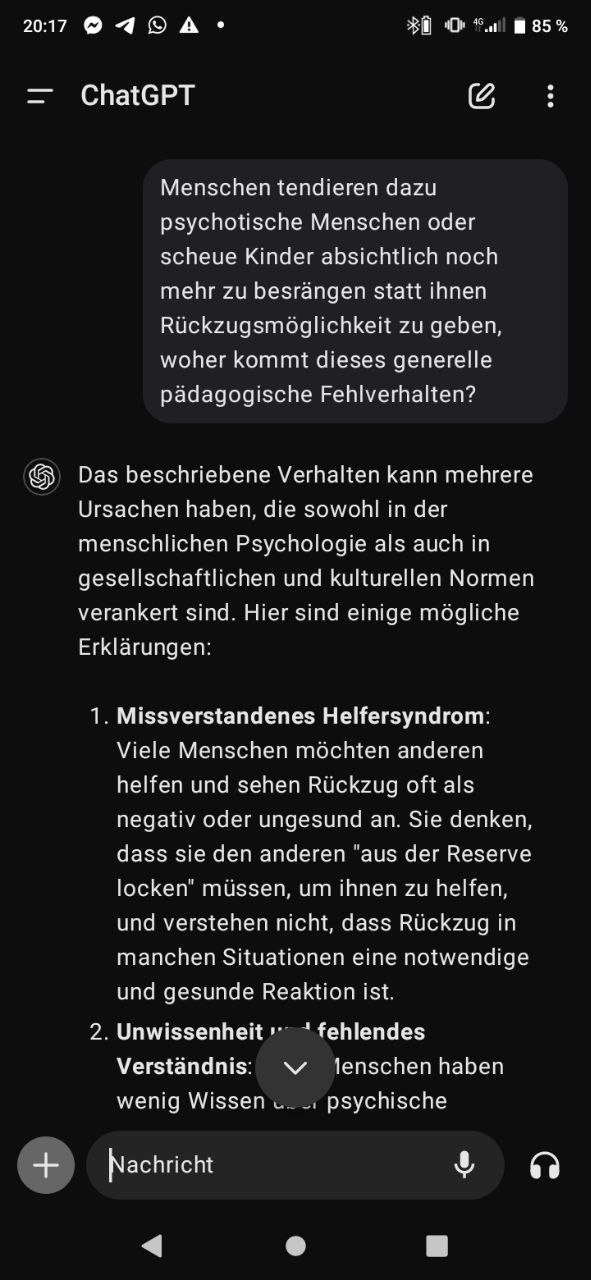 20:17
4G
85 %
ChatGPT
Menschen tendieren dazu
psychotische Menschen oder
scheue Kinder absichtlich noch
mehr zu besrängen statt ihnen
Rückzugsmöglichkeit zu geben,
woher kommt dieses generelle
pädagogische Fehlverhalten?
Das beschriebene Verhalten kann mehrere
Ursachen haben, die sowohl in der
menschlichen Psychologie als auch in
gesellschaftlichen und kulturellen Normen
verankert sind. Hier sind einige mögliche
Erklärungen:
1. Missverstandenes Helfersyndrom:
Viele Menschen möchten anderen
helfen und sehen Rückzug oft als
negativ oder ungesund an. Sie denken,
dass sie den anderen "aus der Reserve
locken" müssen, um ihnen zu helfen,
und verstehen nicht, dass Rückzug in
manchen Situationen eine notwendige
und gesunde Reaktion ist.
2. Unwissenheit und fehlendes
Verständnis: Menschen haben
wenig Wissen über psychische
Nachricht